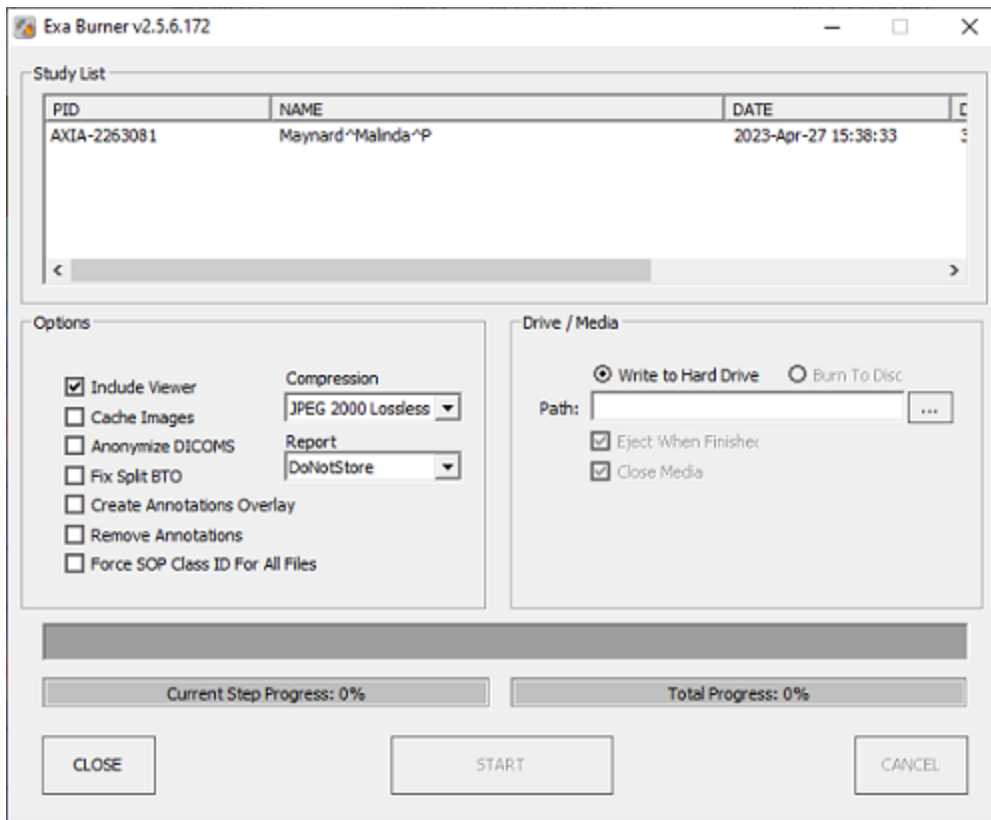 Exa Burner v2.5.6.172
Study List
PID NAME DATE
AXIA-2263081 Maynard^Malinda^P 2023-Apr-27 15:38:33
Options
Include Viewer
Cache Images
Anonymize DICOMS
Fix Split BTO
Create Annotations Overlay
Remove Annotations
Force SOP Class ID For All Files
Compression
JPEG 2000 Lossless
Report
DoNotStore
Drive / Media
Write to Hard Drive Burn To Disc
Path: ...
Eject When Finished
Close Media
Current Step Progress: 0% Total Progress: 0%
CLOSE START CANCEL